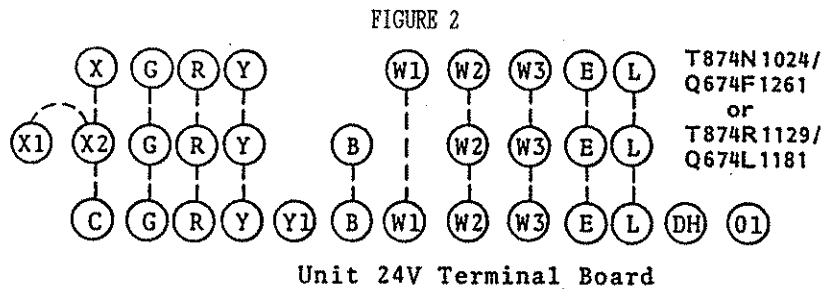 FIGURE 2
X G R Y W1 W2 W3 E L
T874N1024/
Q674F1261
or
T874R1129/
Q674L1181
X1 X2 G R Y B W2 W3 E L
C G R Y Y1 B W1 W2 W3 E L DH 01
Unit 24V Terminal Board